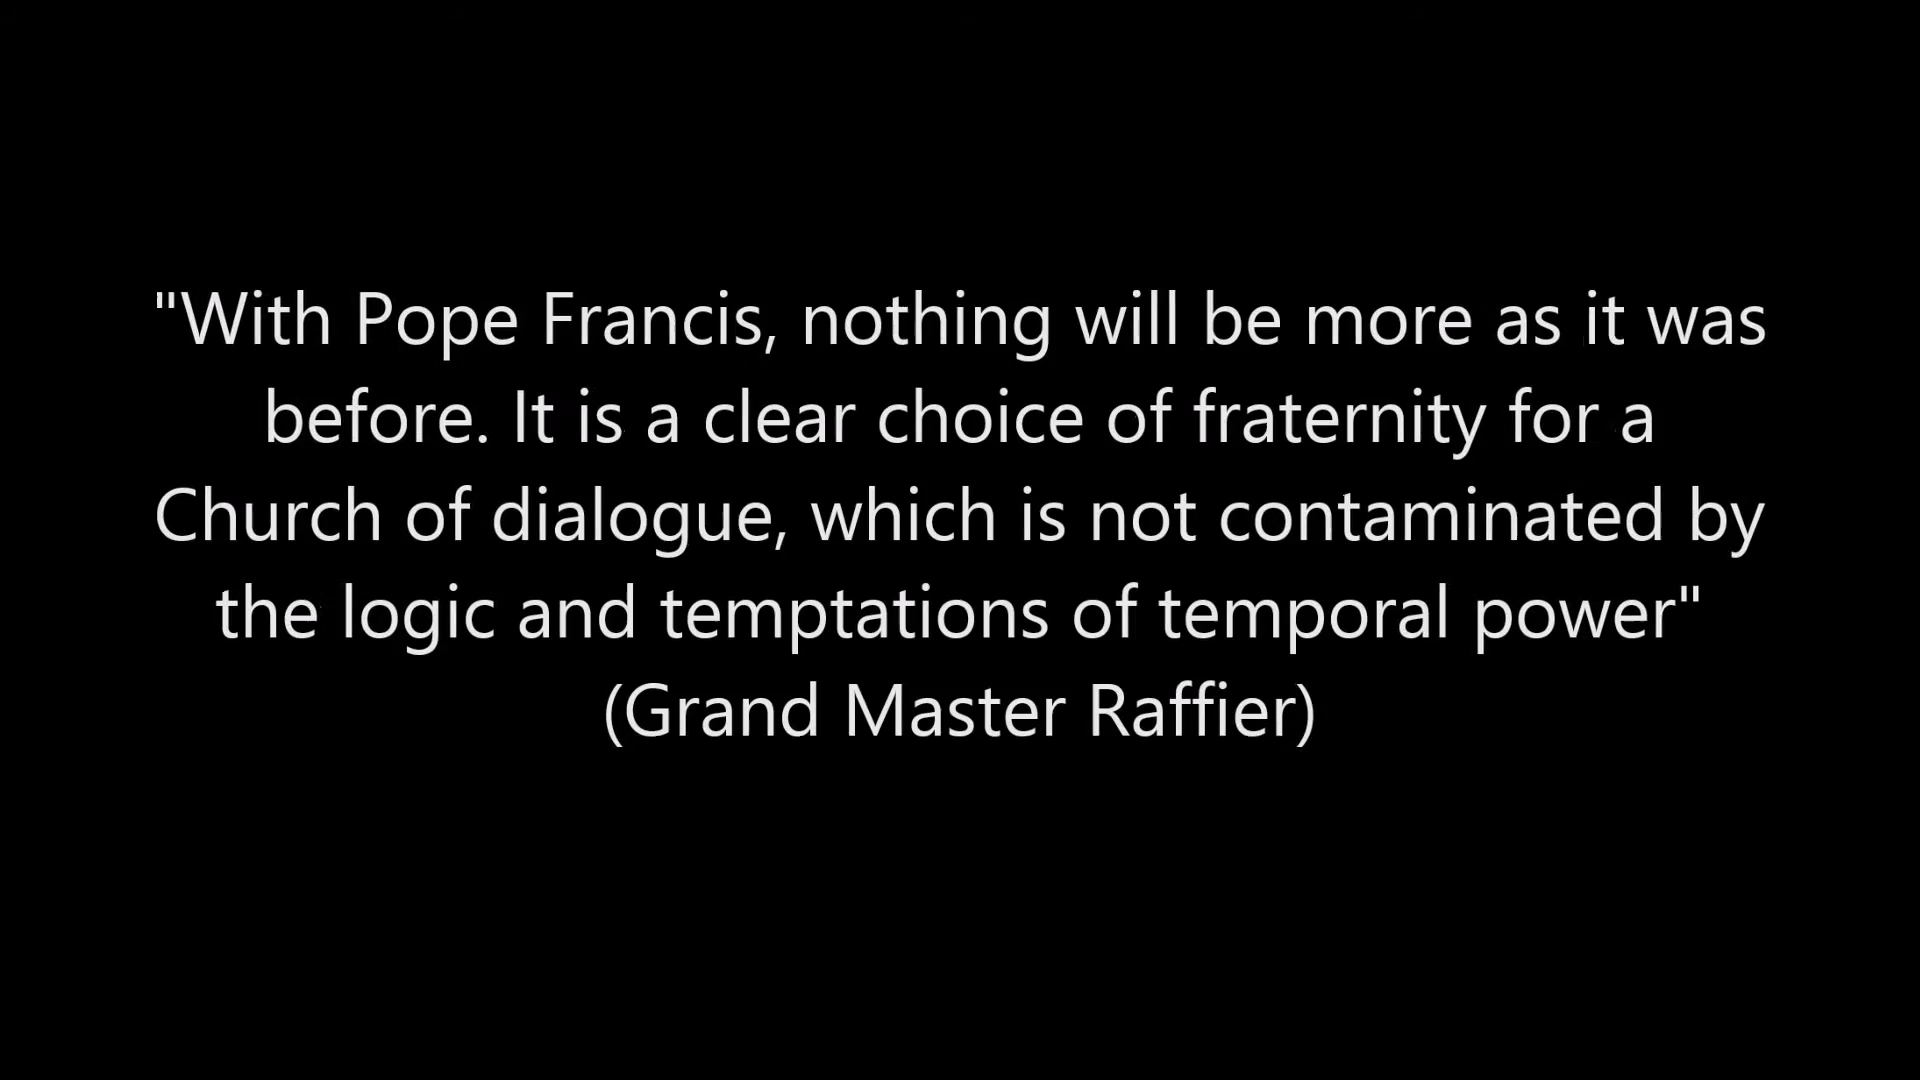 "With Pope Francis, nothing will be more as it was
before. It is a clear choice of fraternity for a
Church of dialogue, which is not contaminated by
the logic and temptations of temporal power"
(Grand Master Raffier)